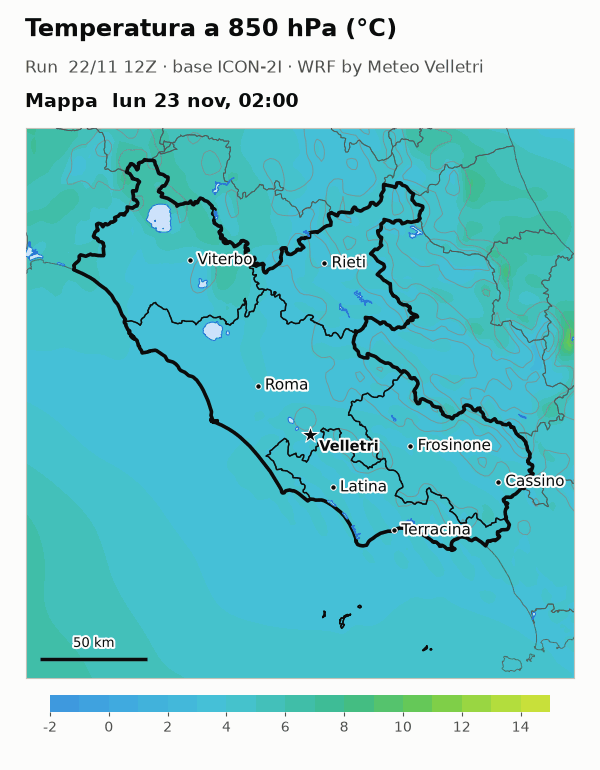 Temperatura a 850 hPa (°C)
Run  22/11 12Z · base ICON-2I · WRF by Meteo Velletri
Mappa  lun 23 nov, 02:00
Viterbo
Rieti
Roma
Velletri
Frosinone
Cassino
Latina
Terracina
50 km
-2 0 2 4 6 8 10 12 14